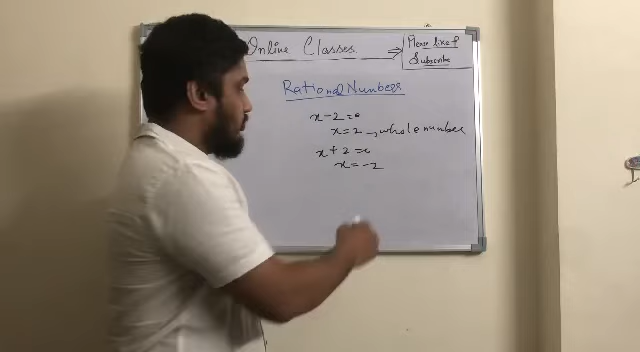 Online Classes → Please like &
Subscribe
Rational Numbers
x-2=0
x=2 → whole number
x+2=0
x=-2